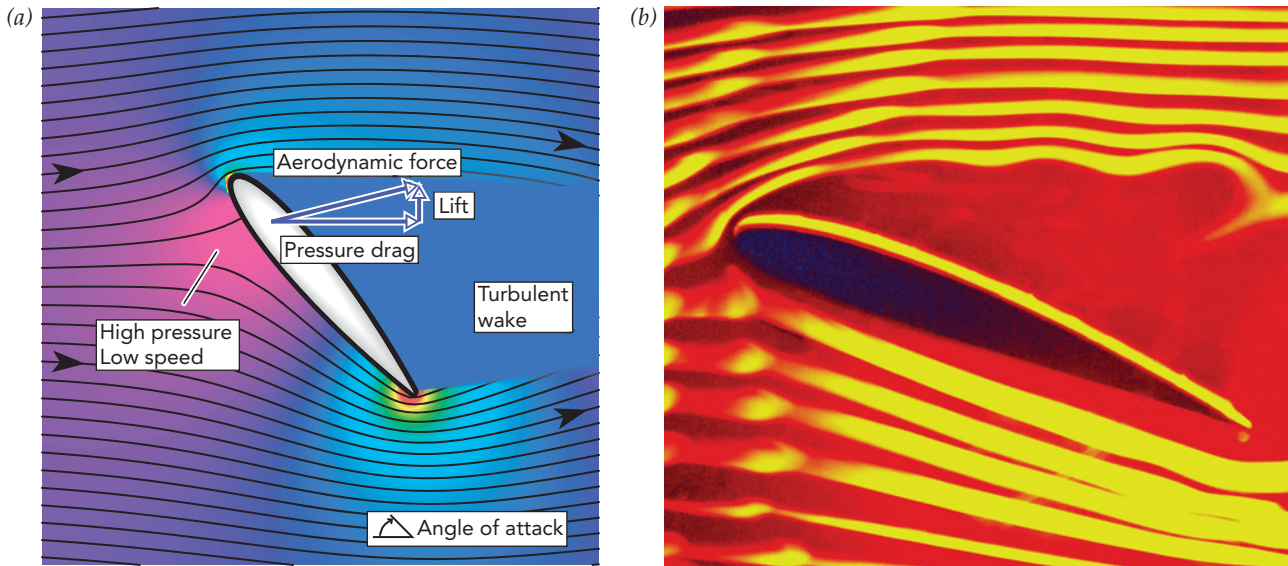 (a)
Aerodynamic force
Lift
Pressure drag
High pressure
Low speed
Turbulent
wake
Angle of attack
(b)